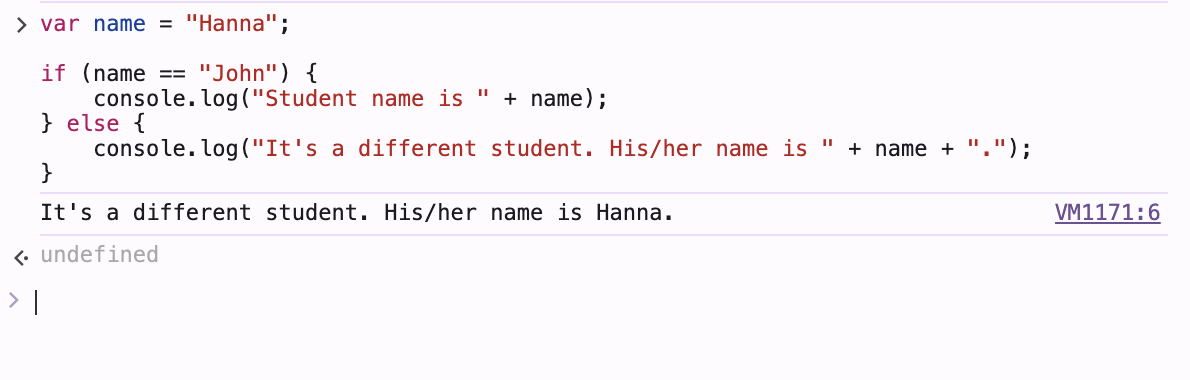 > var name = "Hanna";
if (name == "John") {
    console.log("Student name is " + name);
} else {
    console.log("It's a different student. His/her name is " + name + ".");
}
It's a different student. His/her name is Hanna. VM1171:6
undefined
>